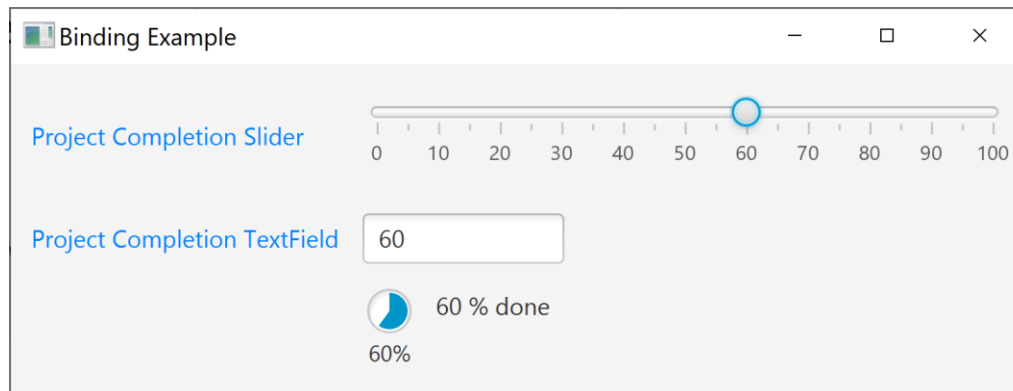 Binding Example
Project Completion Slider
0 10 20 30 40 50 60 70 80 90 100
Project Completion TextField 60
60 % done
60%